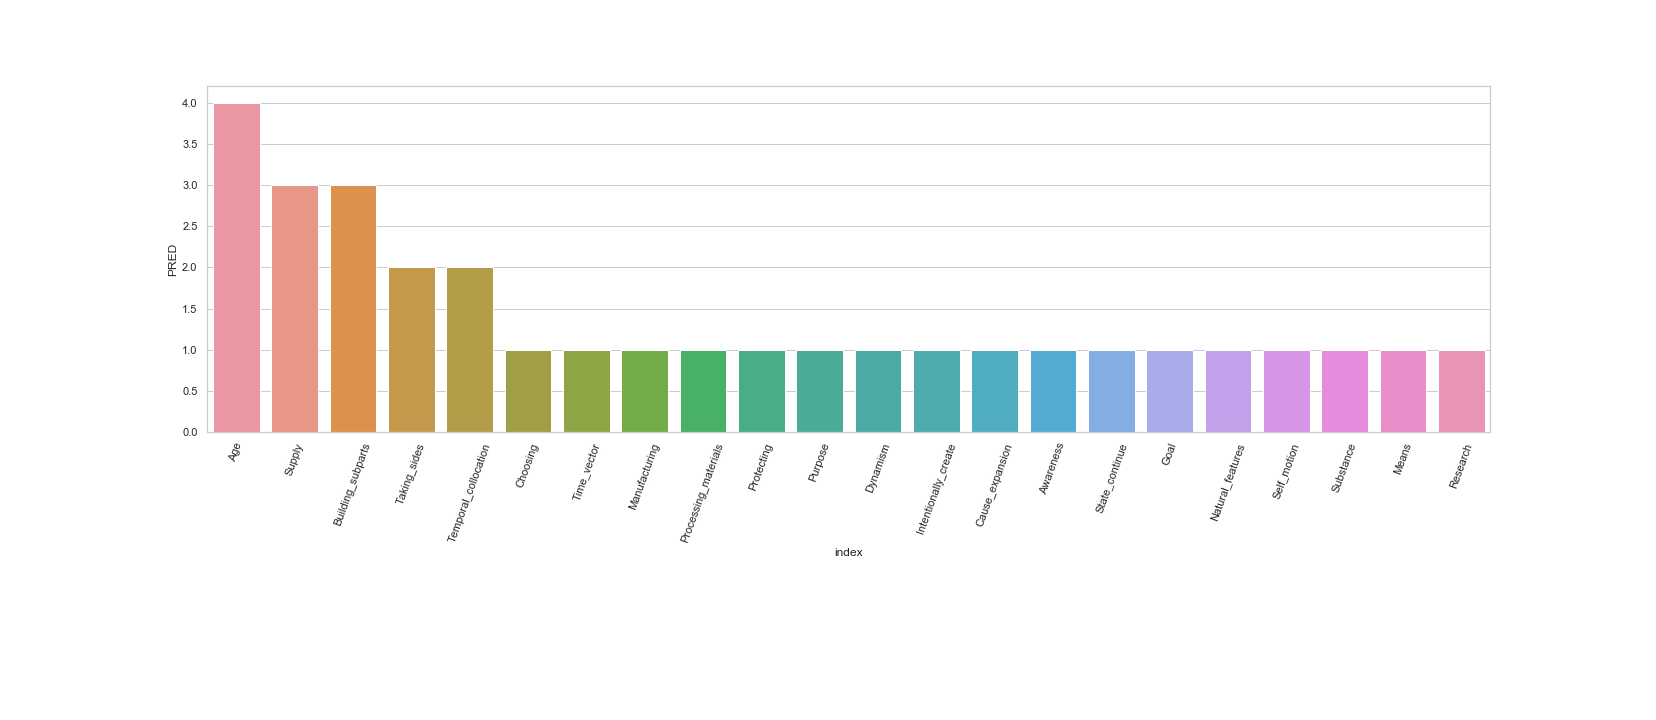 4.0
3.5
3.0
2.5
2.0
1.5
1.0
0.5
0.0
PRED
Age
Supply
Building_subparts
Taking_sides
Temporal_collocation
Choosing
Time_vector
Manufacturing
Processing_materials
Protecting
Purpose
Dynamism
Intentionally_create
Cause_expansion
Awareness
State_continue
Goal
Natural_features
Self_motion
Substance
Means
Research
index